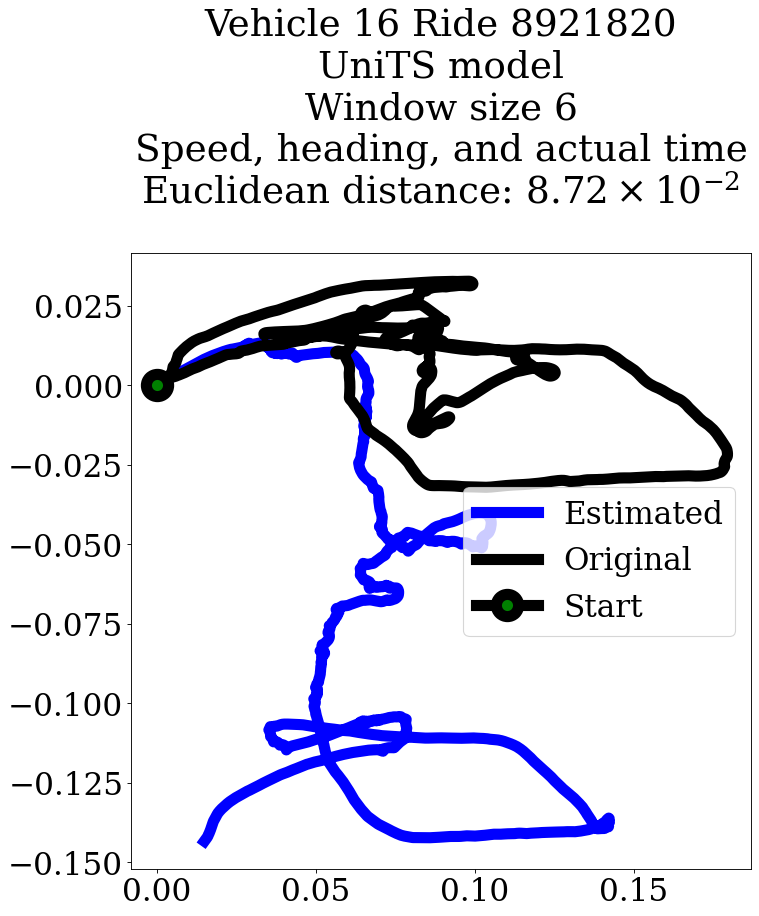 Vehicle 16 Ride 8921820
UniTS model
Window size 6
Speed, heading, and actual time
Euclidean distance: 8.72 × 10⁻²
0.025
0.000
−0.025
−0.050
−0.075
−0.100
−0.125
−0.150
Estimated
Original
Start
0.00 0.05 0.10 0.15